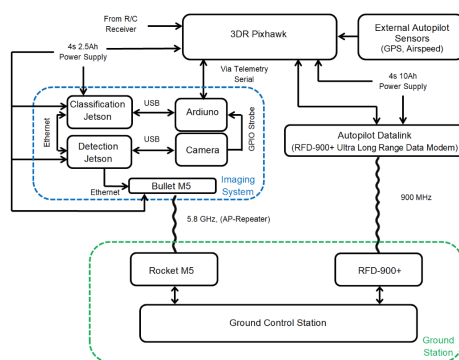 From R/C
Receiver
3DR Pixhawk
External Autopilot
Sensors
(GPS, Airspeed)
4s 2.5Ah
Power Supply
Via Telemetry
Serial
4s 10Ah
Power Supply
Classification
Jetson
USB
Ardiuno
Ethernet
GPIO Strobe
Detection
Jetson
USB
Camera
Autopilot Datalink
(RFD-900+ Ultra Long Range Data Modem)
Ethernet
Bullet M5
Imaging
System
5.8 GHz, (AP-Repeater)
900 MHz
Rocket M5
RFD-900+
Ground Control Station
Ground
Station